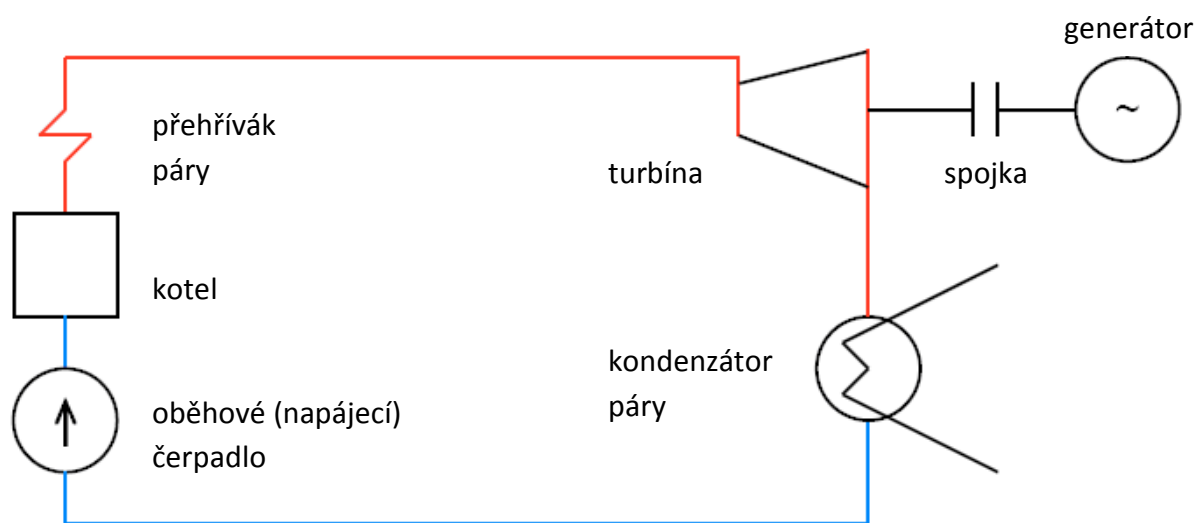 generátor
~
přehřívák
páry
turbína
spojka
kotel
kondenzátor
páry
oběhové (napájecí)
čerpadlo